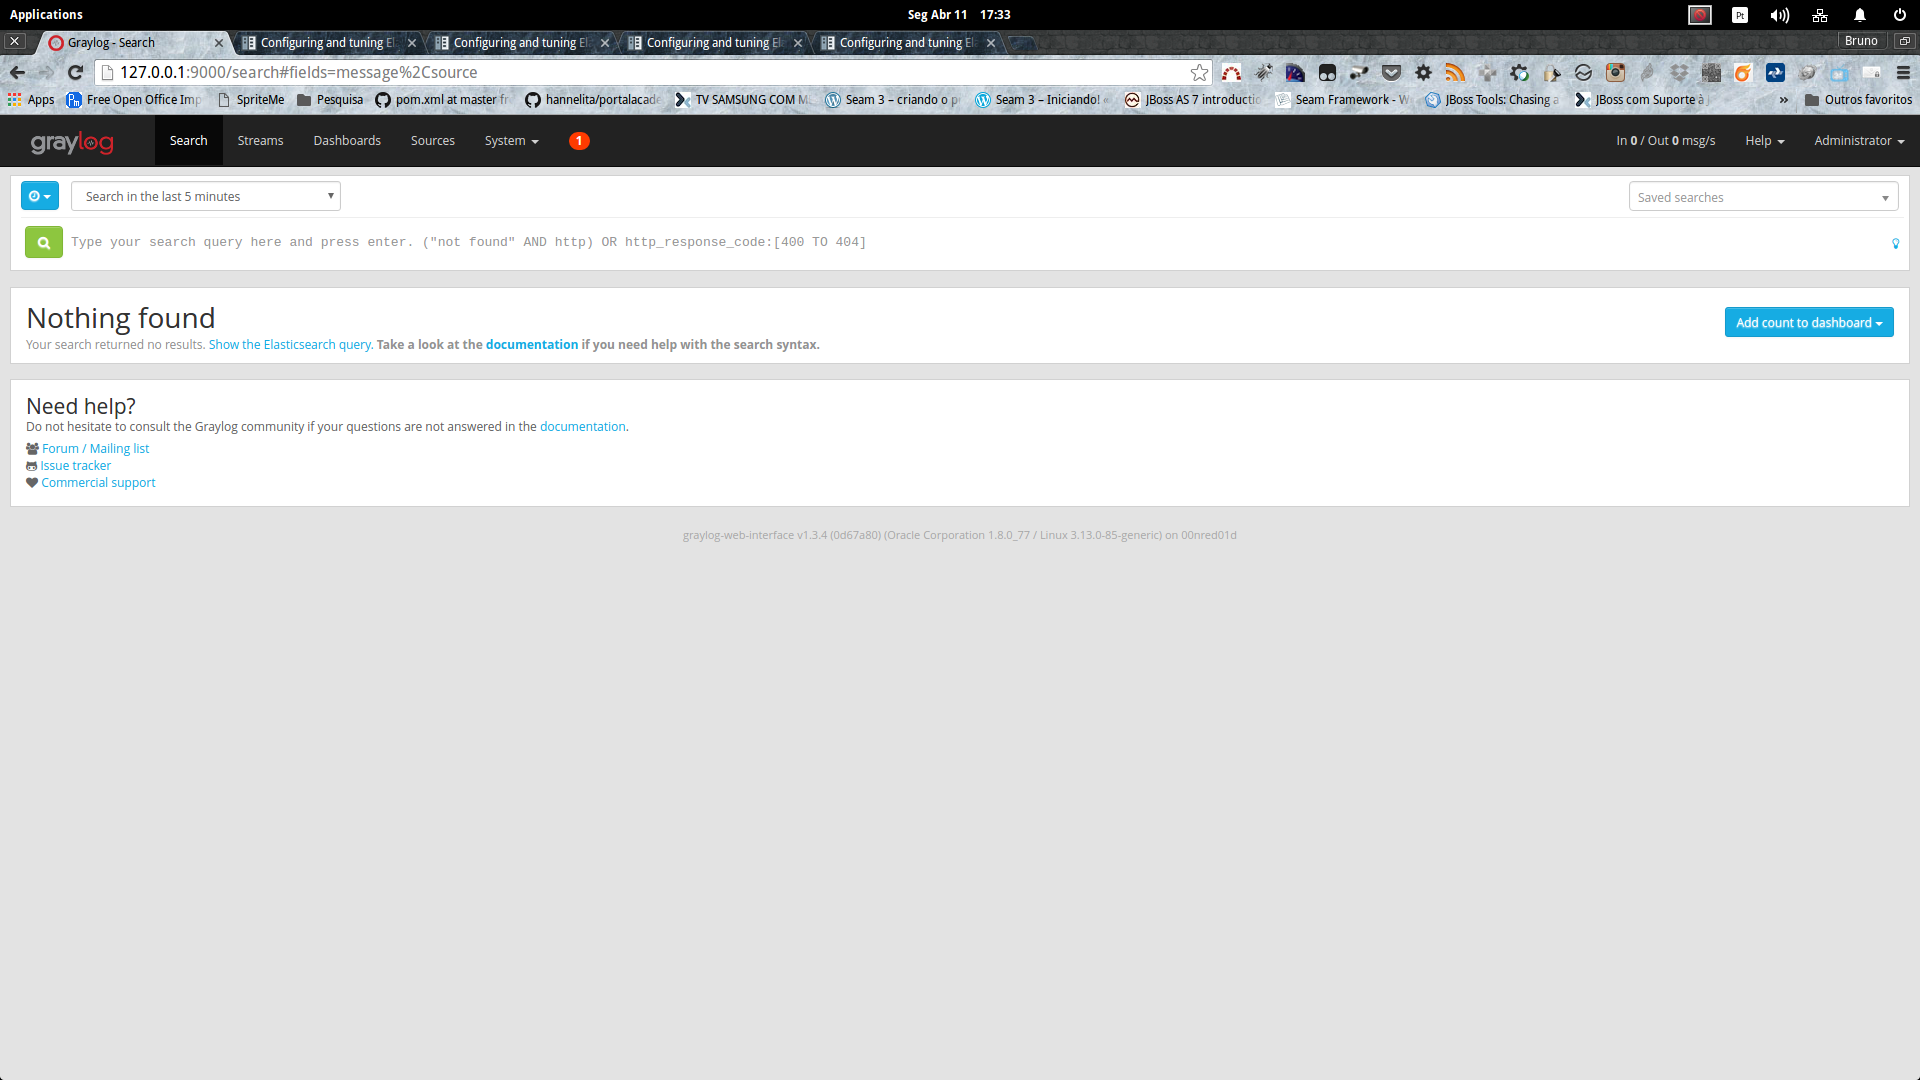 Applications
Seg Abr 11 17:33
Pt
Graylog - Search
Configuring and tuning El
Configuring and tuning El
Configuring and tuning El
Configuring and tuning El
Bruno
127.0.0.1:9000/search#fields=message%2Csource
Apps
Free Open Office Imp
SpriteMe
Pesquisa
pom.xml at master fr
hannelita/portalacade
TV SAMSUNG COM M
Seam 3 – criando o p
Seam 3 – Iniciando! «
JBoss AS 7 introductic
Seam Framework - W
JBoss Tools: Chasing a
JBoss com Suporte à
»
Outros favoritos
graylog
Search
Streams
Dashboards
Sources
System
1
In 0 / Out 0 msg/s
Help
Administrator
Search in the last 5 minutes
Saved searches
Type your search query here and press enter. ("not found" AND http) OR http_response_code:[400 TO 404]
Nothing found
Add count to dashboard
Your search returned no results. Show the Elasticsearch query. Take a look at the documentation if you need help with the search syntax.
Need help?
Do not hesitate to consult the Graylog community if your questions are not answered in the documentation.
Forum / Mailing list
Issue tracker
Commercial support
graylog-web-interface v1.3.4 (0d67a80) (Oracle Corporation 1.8.0_77 / Linux 3.13.0-85-generic) on 00nred01d